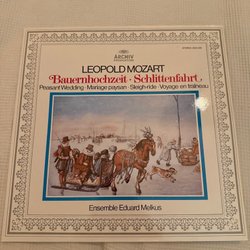 ARCHIV
LEOPOLD MOZART
Bauernhochzeit · Schlittenfahrt
Peasant Wedding · Mariage paysan · Sleigh-ride · Voyage en traîneau
Ensemble Eduard Melkus